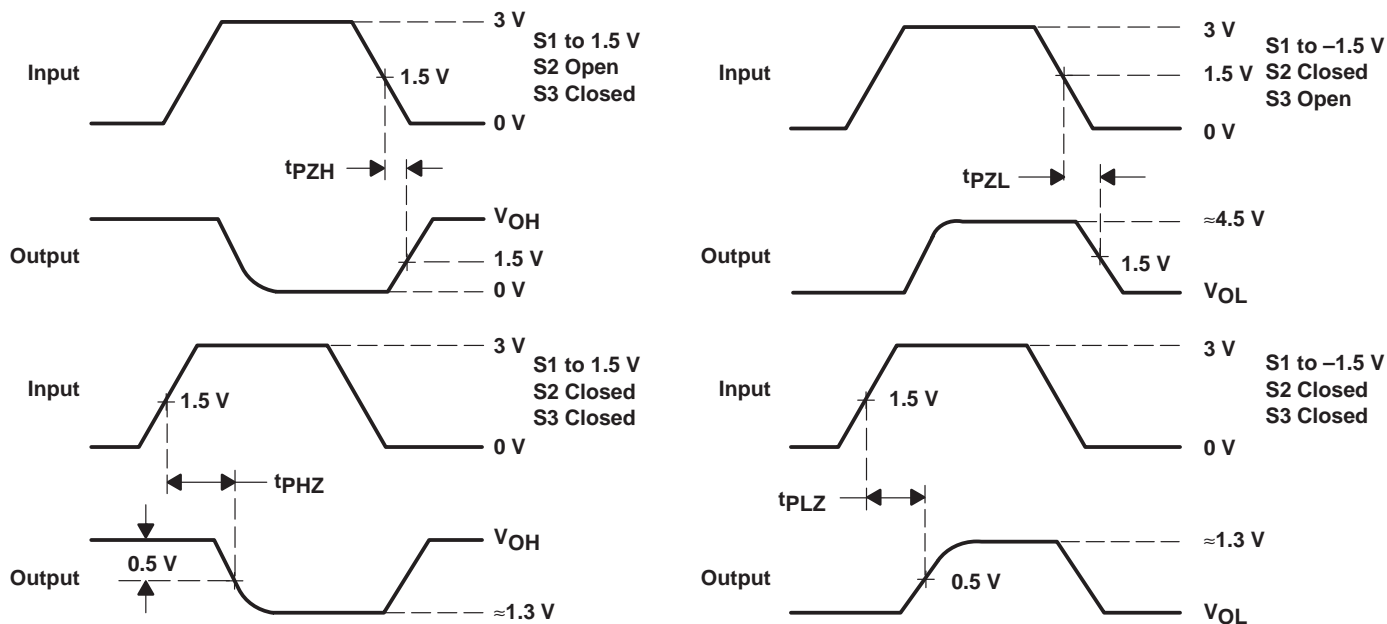 3 V
S1 to 1.5 V
S2 Open
S3 Closed
Input
1.5 V
0 V
tPZH
VOH
Output
1.5 V
0 V
3 V
S1 to –1.5 V
S2 Closed
S3 Open
Input
1.5 V
0 V
tPZL
≈4.5 V
Output
1.5 V
VOL
3 V
S1 to 1.5 V
S2 Closed
S3 Closed
Input
1.5 V
0 V
tPHZ
VOH
0.5 V
Output
≈1.3 V
3 V
S1 to –1.5 V
S2 Closed
S3 Closed
Input
1.5 V
0 V
tPLZ
≈1.3 V
Output
0.5 V
VOL